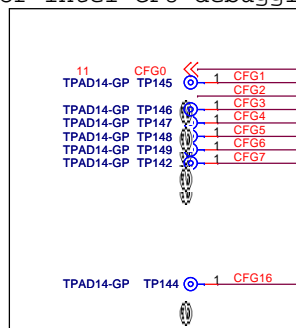 11 CFG0
TPAD14-GP TP145 1 CFG1
CFG2
TPAD14-GP TP146 1 CFG3
TPAD14-GP TP147 1 CFG4
TPAD14-GP TP148 1 CFG5
TPAD14-GP TP149 1 CFG6
TPAD14-GP TP142 1 CFG7
TPAD14-GP TP144 1 CFG16